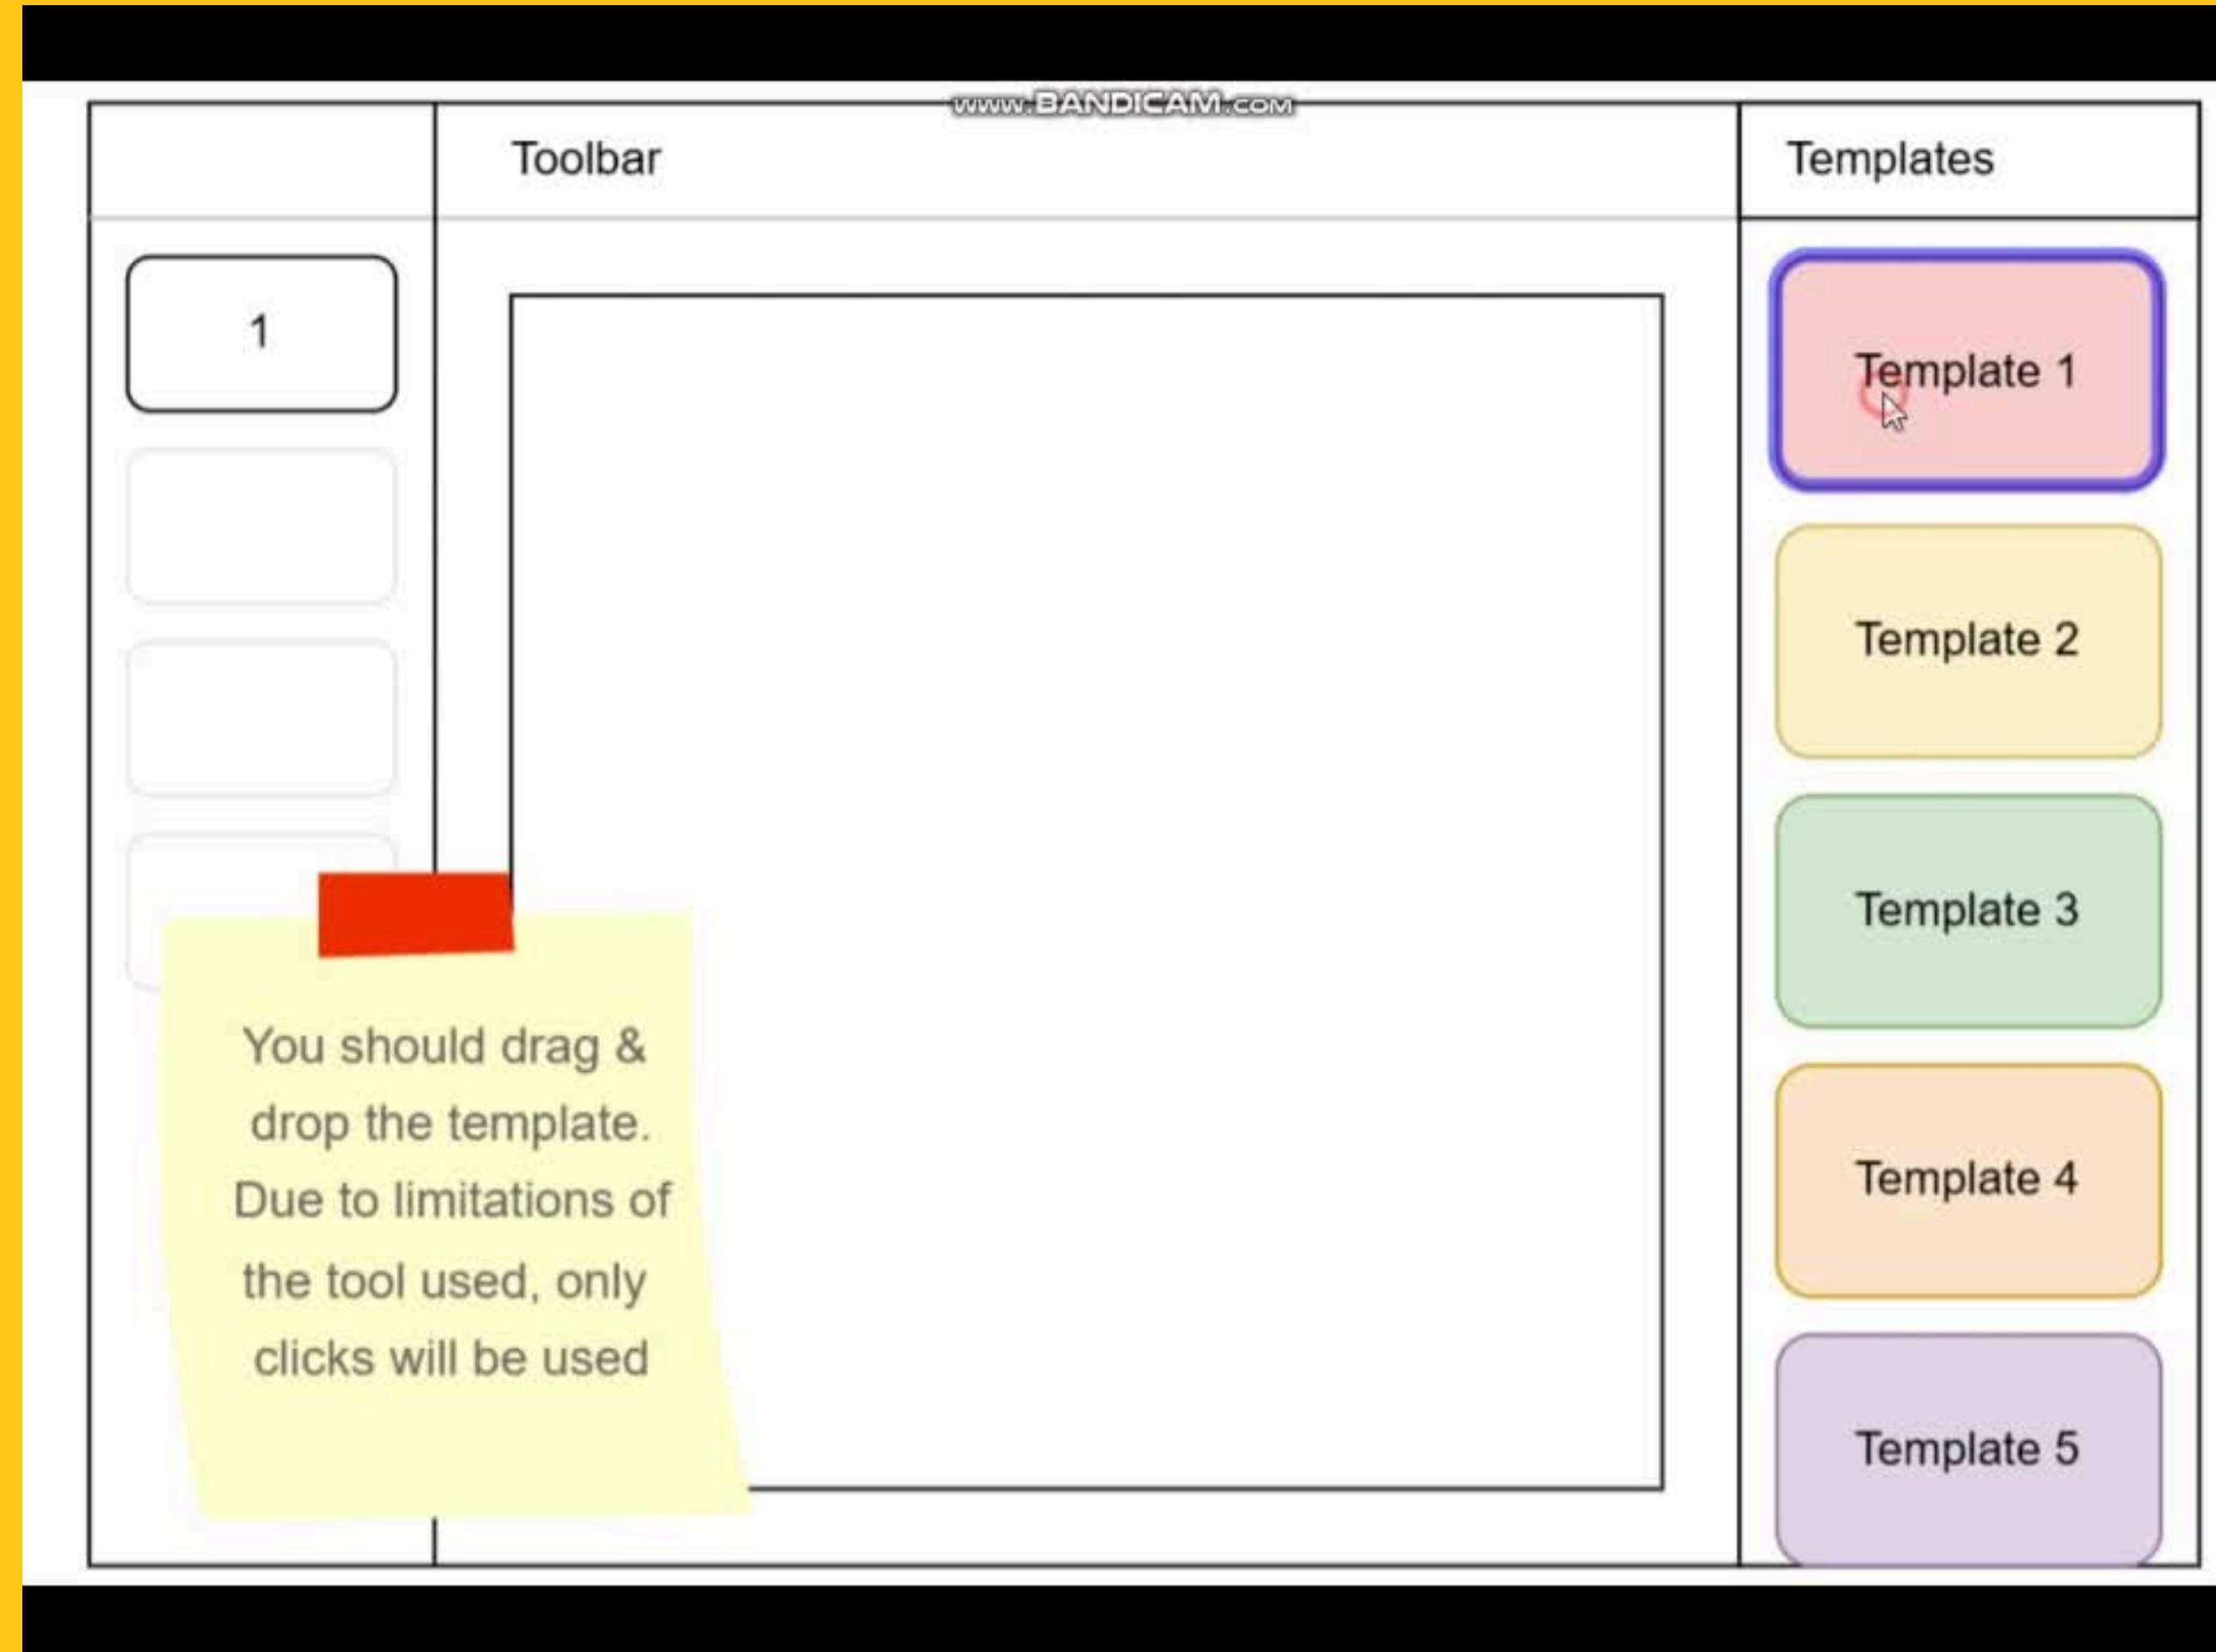 www.BANDICAM.com
Toolbar
Templates
1
Template 1
Template 2
Template 3
Template 4
Template 5
You should drag &
drop the template.
Due to limitations of
the tool used, only
clicks will be used